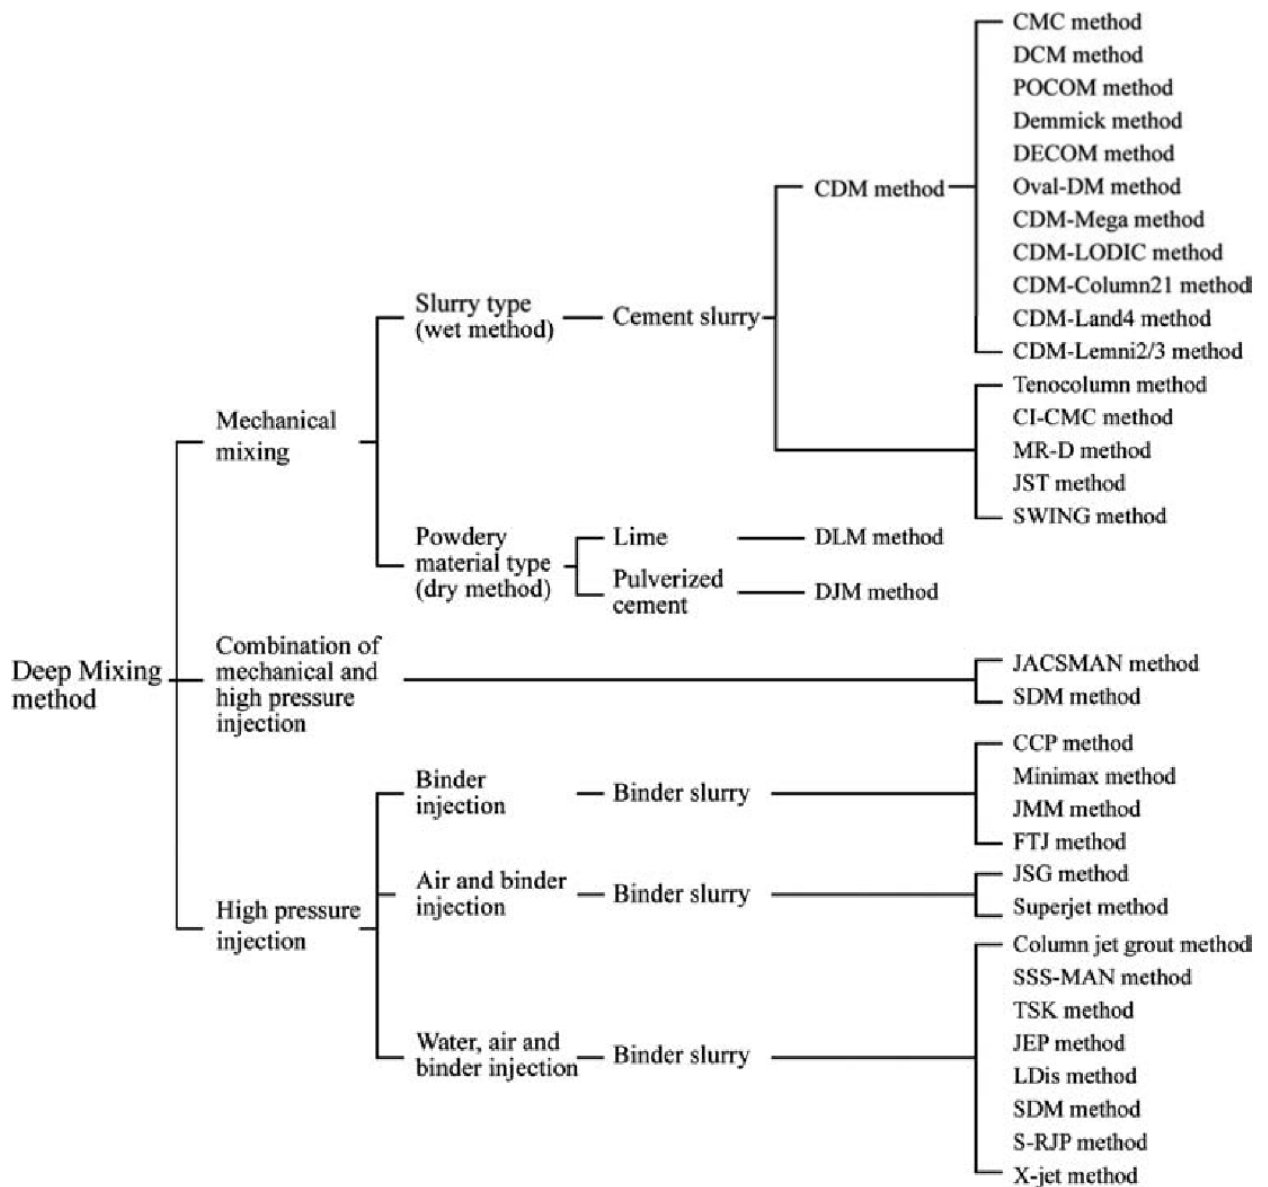 Deep Mixing
method
Mechanical
mixing
Slurry type
(wet method)
Cement slurry
CDM method
CMC method
DCM method
POCOM method
Demmick method
DECOM method
Oval-DM method
CDM-Mega method
CDM-LODIC method
CDM-Column21 method
CDM-Land4 method
CDM-Lemni2/3 method
Tenocolumn method
CI-CMC method
MR-D method
JST method
SWING method
Powdery
material type
(dry method)
Lime
DLM method
Pulverized
cement
DJM method
Combination of
mechanical and
high pressure
injection
JACSMAN method
SDM method
High pressure
injection
Binder
injection
Binder slurry
CCP method
Minimax method
JMM method
FTJ method
Air and binder
injection
Binder slurry
JSG method
Superjet method
Water, air and
binder injection
Binder slurry
Column jet grout method
SSS-MAN method
TSK method
JEP method
LDis method
SDM method
S-RJP method
X-jet method